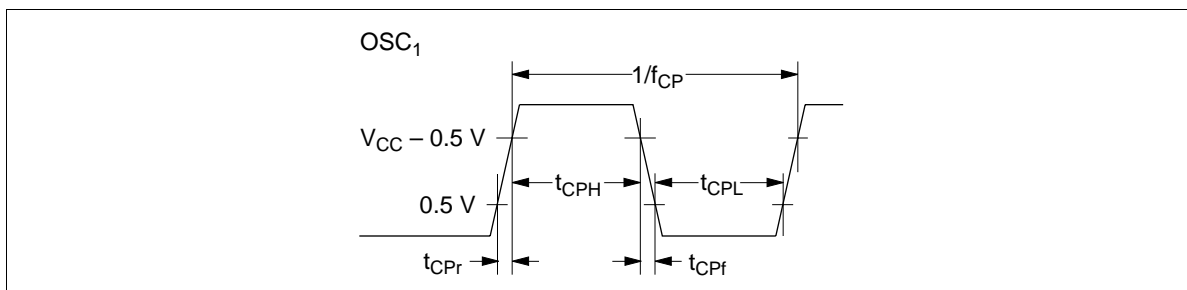 OSC₁
1/fCP
VCC – 0.5 V
tCPH
tCPL
0.5 V
tCPr
tCPf